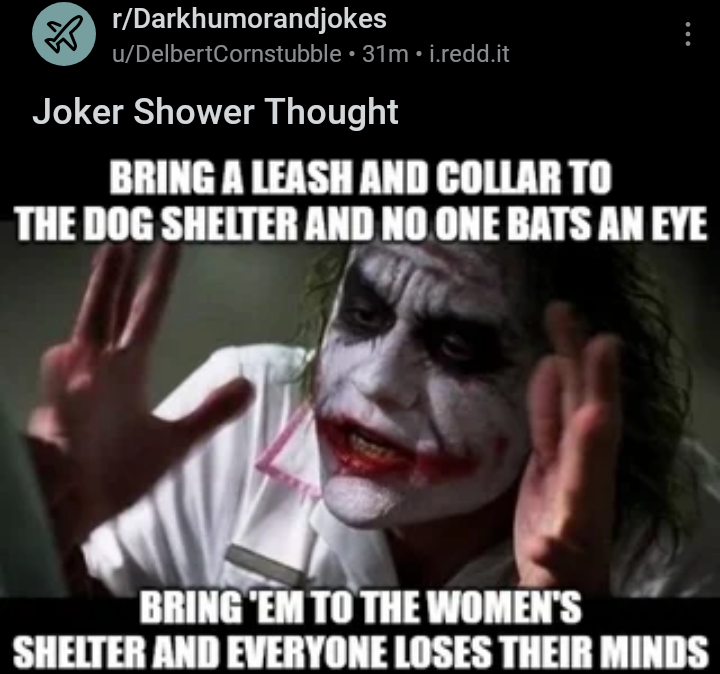 r/Darkhumorandjokes
u/DelbertCornstubble • 31m • i.redd.it
Joker Shower Thought
BRING A LEASH AND COLLAR TO
THE DOG SHELTER AND NO ONE BATS AN EYE
BRING 'EM TO THE WOMEN'S
SHELTER AND EVERYONE LOSES THEIR MINDS